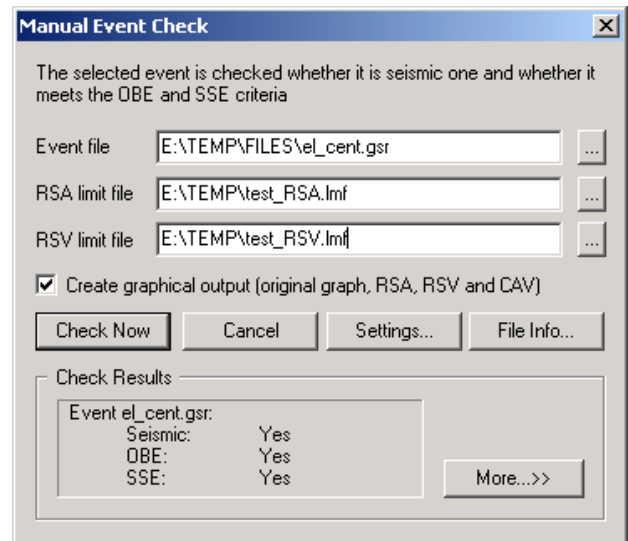 Manual Event Check
The selected event is checked whether it is seismic one and whether it
meets the OBE and SSE criteria
Event file E:\TEMP\FILES\el_cent.gsr ...
RSA limit file E:\TEMP\test_RSA.lmf ...
RSV limit file E:\TEMP\test_RSV.lmf ...
Create graphical output (original graph, RSA, RSV and CAV)
Check Now Cancel Settings... File Info...
Check Results
Event el_cent.gsr:
Seismic: Yes
OBE: Yes
SSE: Yes
More...>>